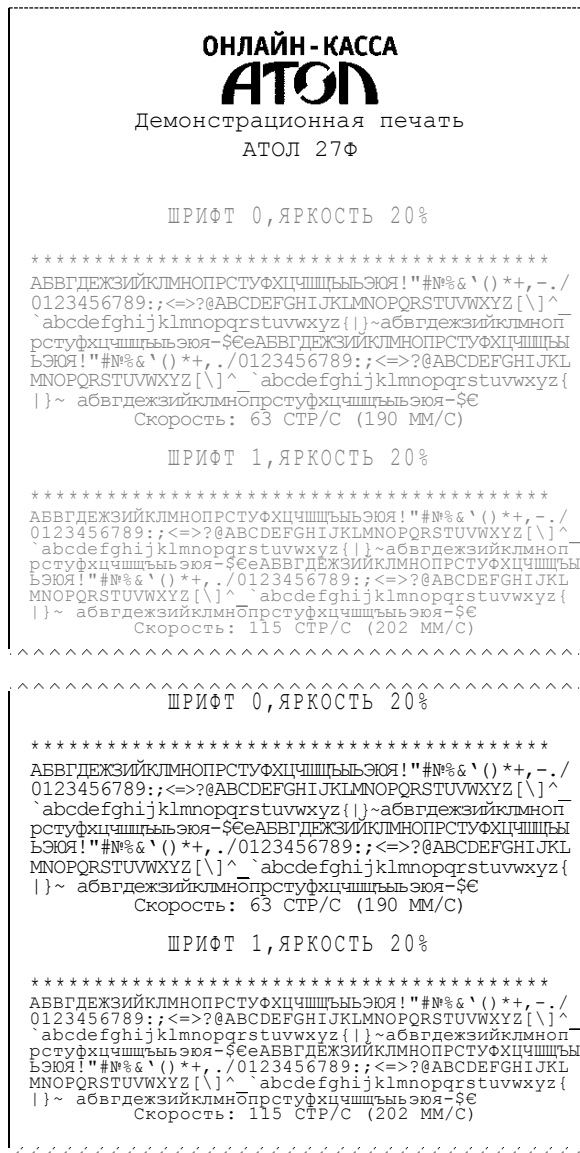 ОНЛАЙН-КАССА
АТОЛ
Демонстрационная печать
АТОЛ 27Ф
ШРИФТ 0,ЯРКОСТЬ 20%
*****************************************
АБВГДЕЖЗИЙКЛМНОПРСТУФХЦЧШЩЪЫЬЭЮЯ!"#№%&`()*+,-./
0123456789:;<=>?@ABCDEFGHIJKLMNOPQRSTUVWXYZ[\]^_
`abcdefghijklmnopqrstuvwxyz{|}~абвгдежзийклмноп
рстуфхцчшщъыьэюя-$€еАБВГДЕЖЗИЙКЛМНОПРСТУФХЦЧШЩЪЫ
ЬЭЮЯ!"#№%&`()*+,./0123456789:;<=>?@ABCDEFGHIJKL
MNOPQRSTUVWXYZ[\]^_`abcdefghijklmnopqrstuvwxyz{
|}~ абвгдежзийклмнопрстуфхцчшщъыьэюя-$€
Скорость: 63 СТР/С (190 ММ/С)
ШРИФТ 1,ЯРКОСТЬ 20%
*****************************************
АБВГДЕЖЗИЙКЛМНОПРСТУФХЦЧШЩЪЫЬЭЮЯ!"#№%&`()*+,-./
0123456789:;<=>?@ABCDEFGHIJKLMNOPQRSTUVWXYZ[\]^_
`abcdefghijklmnopqrstuvwxyz{|}~абвгдежзийклмноп
рстуфхцчшщъыьэюя-$€еАБВГДЕЖЗИЙКЛМНОПРСТУФХЦЧШЩЪЫ
ЬЭЮЯ!"#№%&`()*+,./0123456789:;<=>?@ABCDEFGHIJKL
MNOPQRSTUVWXYZ[\]^_`abcdefghijklmnopqrstuvwxyz{
|}~ абвгдежзийклмнопрстуфхцчшщъыьэюя-$€
Скорость: 115 СТР/С (202 ММ/С)
ШРИФТ 0,ЯРКОСТЬ 20%
*****************************************
АБВГДЕЖЗИЙКЛМНОПРСТУФХЦЧШЩЪЫЬЭЮЯ!"#№%&`()*+,-./
0123456789:;<=>?@ABCDEFGHIJKLMNOPQRSTUVWXYZ[\]^_
`abcdefghijklmnopqrstuvwxyz{|}~абвгдежзийклмноп
рстуфхцчшщъыьэюя-$€еАБВГДЕЖЗИЙКЛМНОПРСТУФХЦЧШЩЪЫ
ЬЭЮЯ!"#№%&`()*+,./0123456789:;<=>?@ABCDEFGHIJKL
MNOPQRSTUVWXYZ[\]^_`abcdefghijklmnopqrstuvwxyz{
|}~ абвгдежзийклмнопрстуфхцчшщъыьэюя-$€
Скорость: 63 СТР/С (190 ММ/С)
ШРИФТ 1,ЯРКОСТЬ 20%
*****************************************
АБВГДЕЖЗИЙКЛМНОПРСТУФХЦЧШЩЪЫЬЭЮЯ!"#№%&`()*+,-./
0123456789:;<=>?@ABCDEFGHIJKLMNOPQRSTUVWXYZ[\]^_
`abcdefghijklmnopqrstuvwxyz{|}~абвгдежзийклмноп
рстуфхцчшщъыьэюя-$€еАБВГДЕЖЗИЙКЛМНОПРСТУФХЦЧШЩЪЫ
ЬЭЮЯ!"#№%&`()*+,./0123456789:;<=>?@ABCDEFGHIJKL
MNOPQRSTUVWXYZ[\]^_`abcdefghijklmnopqrstuvwxyz{
|}~ абвгдежзийклмнопрстуфхцчшщъыьэюя-$€
Скорость: 115 СТР/С (202 ММ/С)